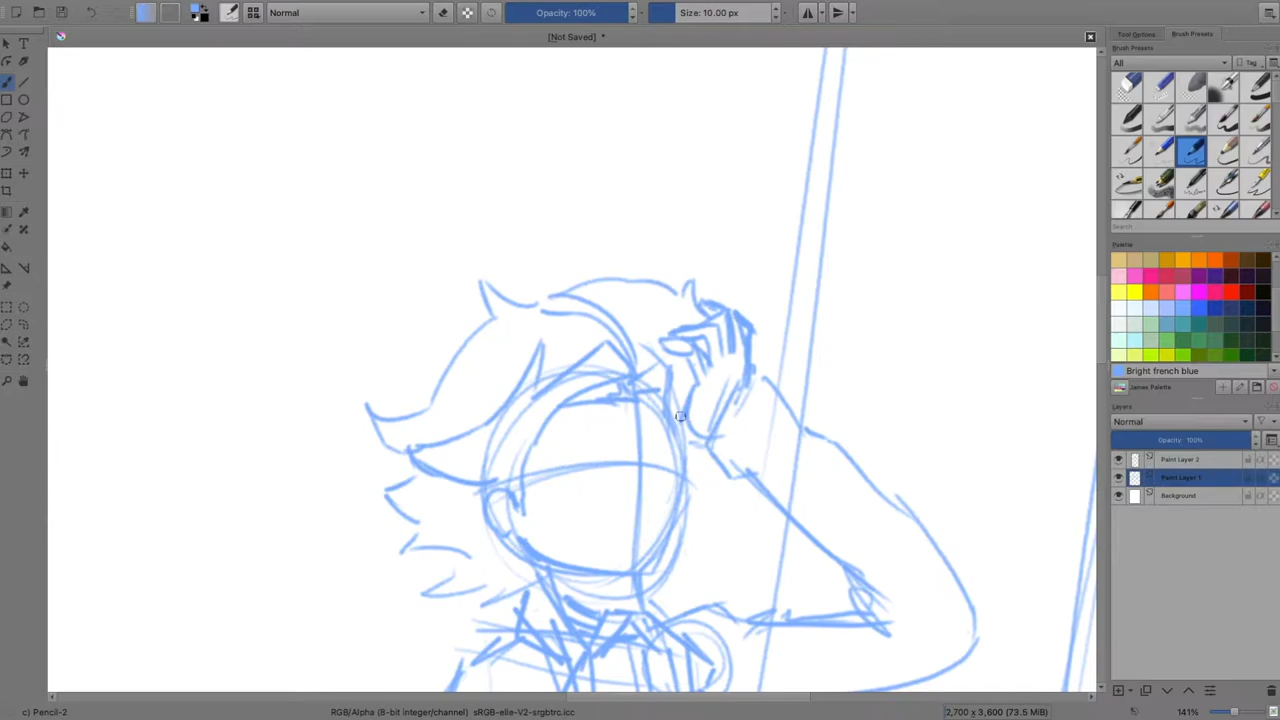 Normal
Opacity: 100%
Size: 10.00 px
[Not Saved] *
Tool Options
Brush Presets
Brush Presets
All
Tag
Search
Palette
Bright french blue
James Palette
Layers
Normal
Opacity: 100%
Paint Layer 2
Paint Layer 1
Background
c) Pencil-2
RGB/Alpha (8-bit integer/channel) sRGB-elle-V2-srgbtrc.icc
2,700 x 3,600 (73.5 MiB)
141%